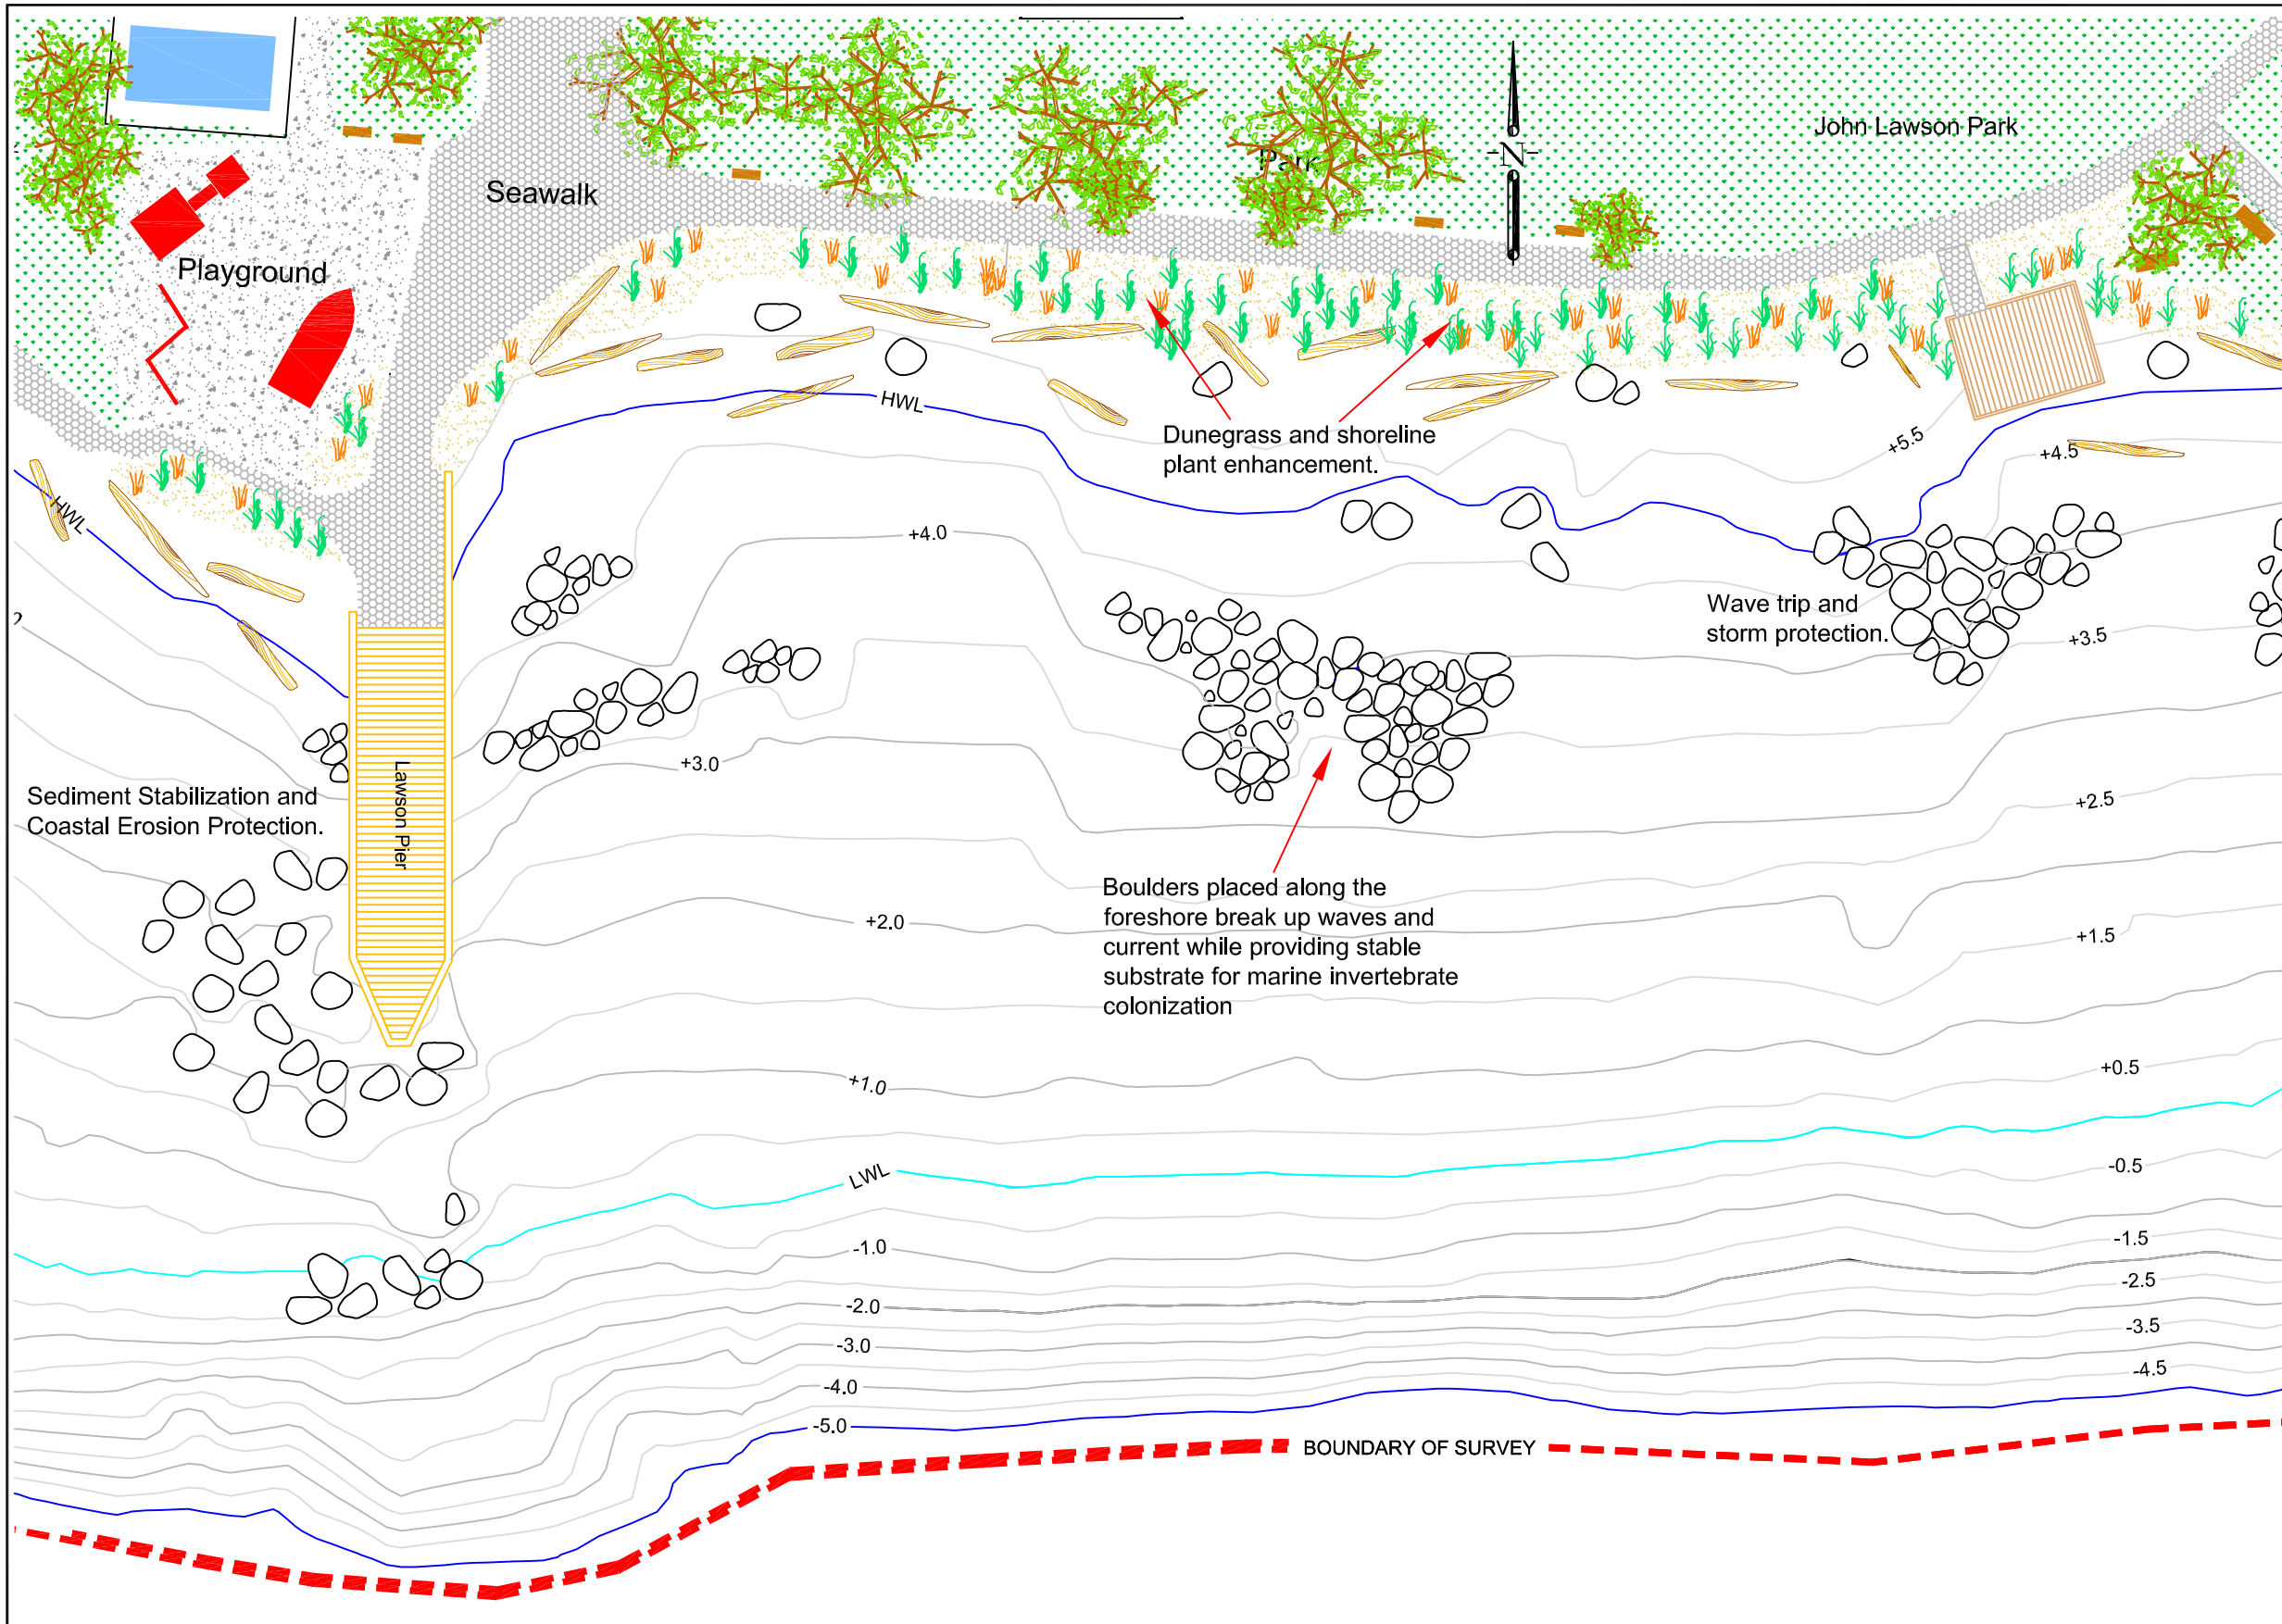 John Lawson Park
Park
N
Seawalk
Playground
HWL
Dunegrass and shoreline
plant enhancement.
+5.5
+4.5
HWL
+4.0
Wave trip and
storm protection.
+3.5
+3.0
Lawson Pier
Sediment Stabilization and
Coastal Erosion Protection.
+2.5
Boulders placed along the
foreshore break up waves and
current while providing stable
substrate for marine invertebrate
colonization
+2.0
+1.5
+1.0
+0.5
LWL
-0.5
-1.0
-1.5
-2.0
-2.5
-3.0
-3.5
-4.0
-4.5
-5.0
BOUNDARY OF SURVEY